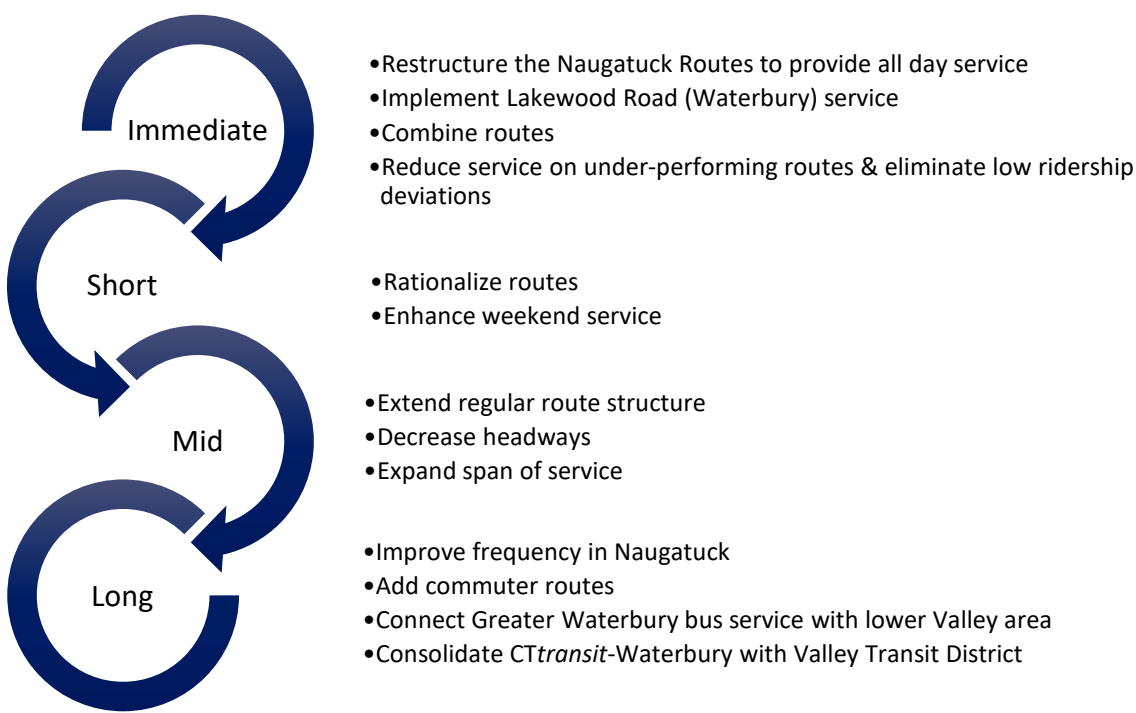 Immediate
•Restructure the Naugatuck Routes to provide all day service
•Implement Lakewood Road (Waterbury) service
•Combine routes
•Reduce service on under-performing routes & eliminate low ridership
deviations
Short
•Rationalize routes
•Enhance weekend service
Mid
•Extend regular route structure
•Decrease headways
•Expand span of service
Long
•Improve frequency in Naugatuck
•Add commuter routes
•Connect Greater Waterbury bus service with lower Valley area
•Consolidate CTtransit-Waterbury with Valley Transit District